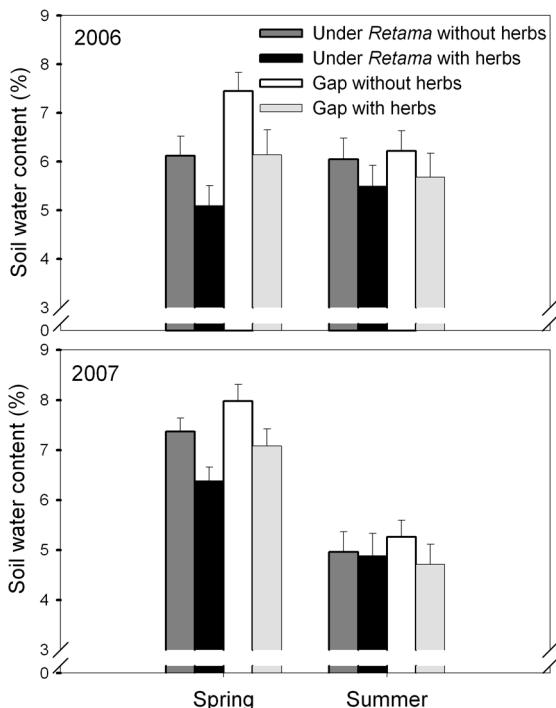 2006
Under Retama without herbs
Under Retama with herbs
Gap without herbs
Gap with herbs
Soil water content (%)
9
8
7
6
5
4
3
0
2007
Soil water content (%)
9
8
7
6
5
4
3
0
Spring Summer